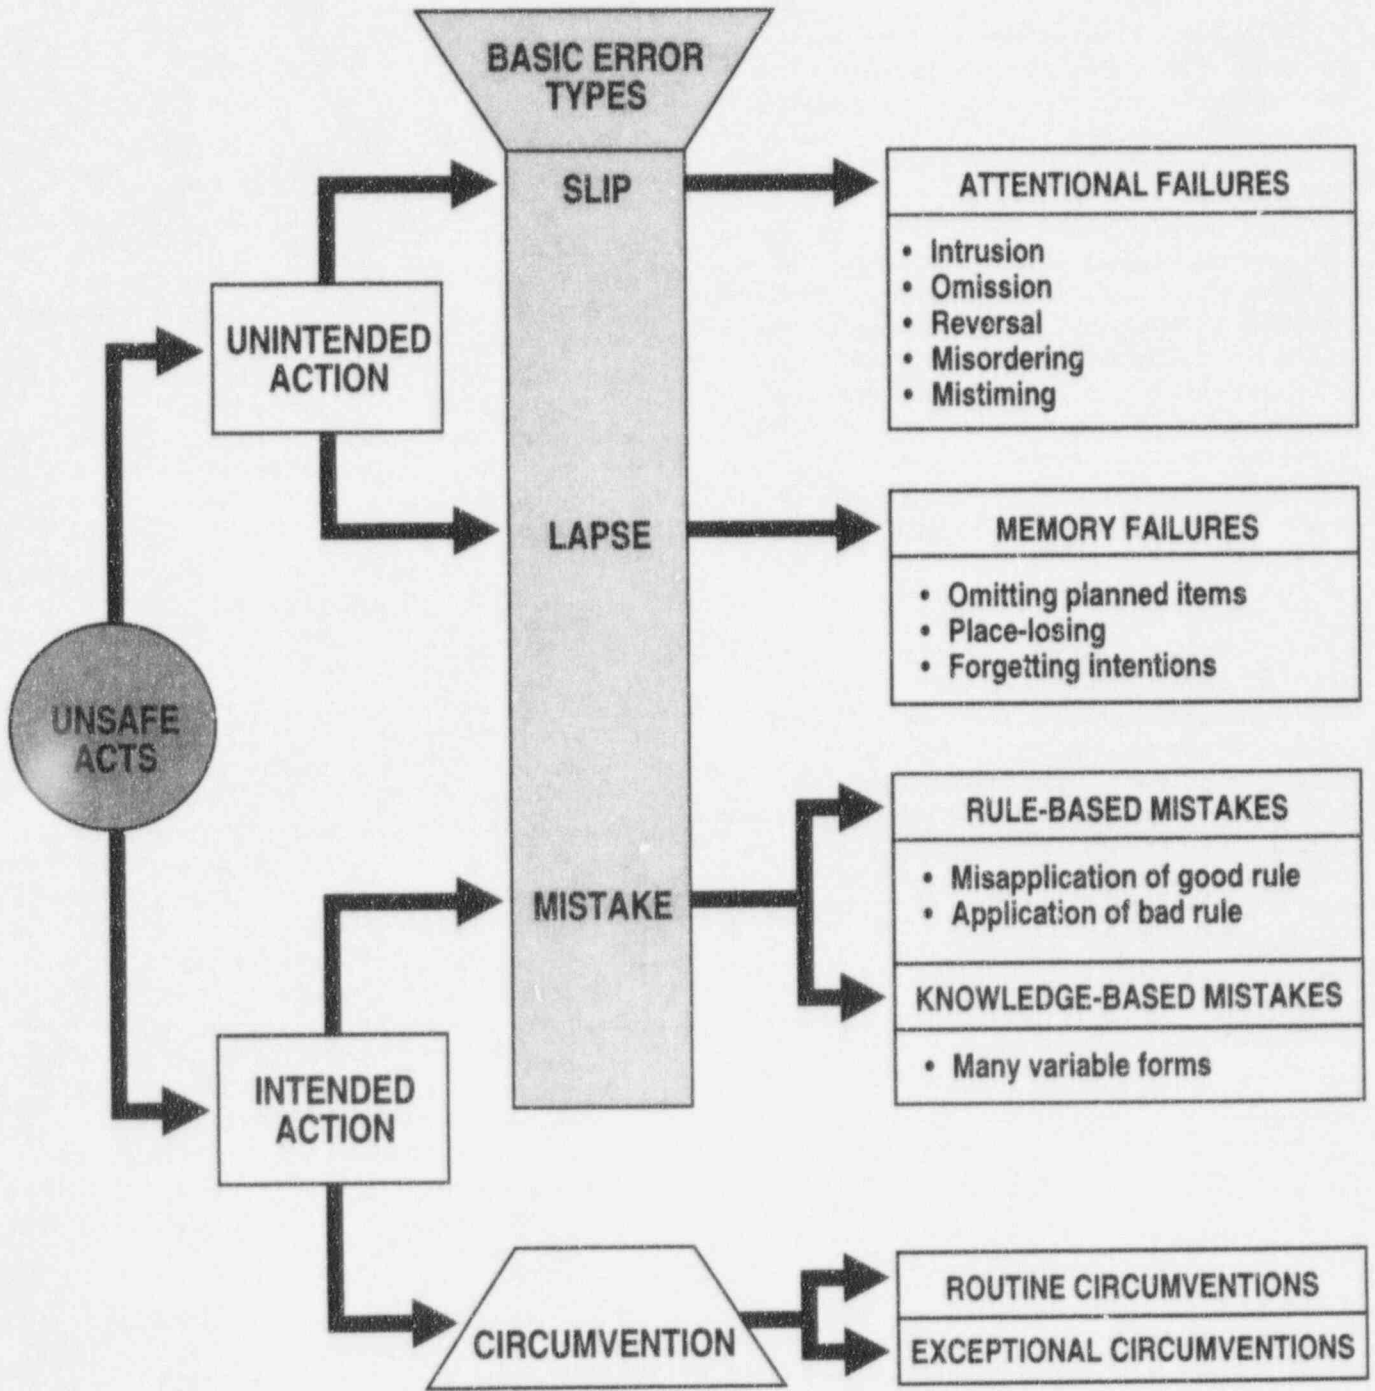 BASIC ERROR
TYPES
SLIP
ATTENTIONAL FAILURES
• Intrusion
• Omission
• Reversal
• Misordering
• Mistiming
UNINTENDED
ACTION
LAPSE
MEMORY FAILURES
• Omitting planned items
• Place-losing
• Forgetting intentions
UNSAFE
ACTS
MISTAKE
RULE-BASED MISTAKES
• Misapplication of good rule
• Application of bad rule
KNOWLEDGE-BASED MISTAKES
• Many variable forms
INTENDED
ACTION
CIRCUMVENTION
ROUTINE CIRCUMVENTIONS
EXCEPTIONAL CIRCUMVENTIONS